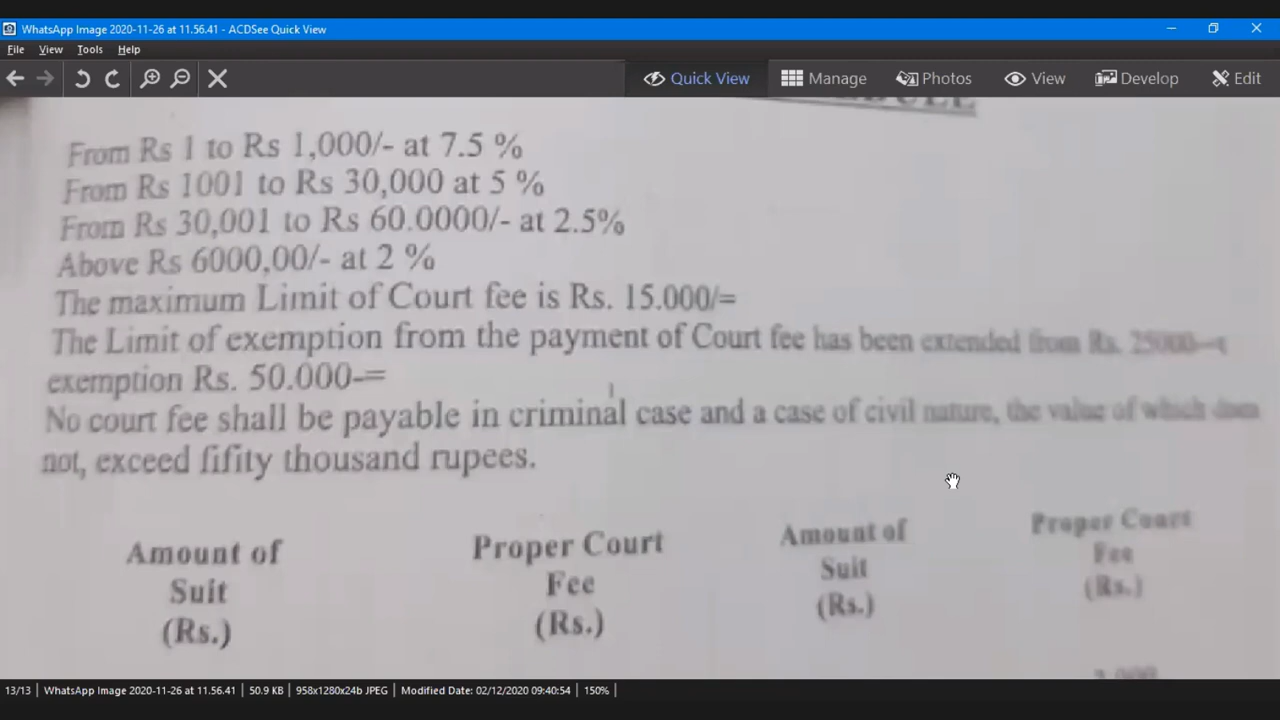 WhatsApp Image 2020-11-26 at 11.56.41 - ACDSee Quick View
File View Tools Help
Quick View Manage Photos View Develop Edit
From Rs 1 to Rs 1,000/- at 7.5 %
From Rs 1001 to Rs 30,000 at 5 %
From Rs 30,001 to Rs 60.0000/- at 2.5%
Above Rs 6000,00/- at 2 %
The maximum Limit of Court fee is Rs. 15.000/=
The Limit of exemption from the payment of Court fee has been extended from Rs. 25000--
exemption Rs. 50.000-=
No court fee shall be payable in criminal case and a case of civil nature, the value of which does
not, exceed fifity thousand rupees.
Amount of Proper Court Amount of Proper Court
Suit Fee Suit Fee
(Rs.) (Rs.) (Rs.) (Rs.)
13/13 WhatsApp Image 2020-11-26 at 11.56.41 50.9 KB 958x1280x24b JPEG Modified Date: 02/12/2020 09:40:54 150%